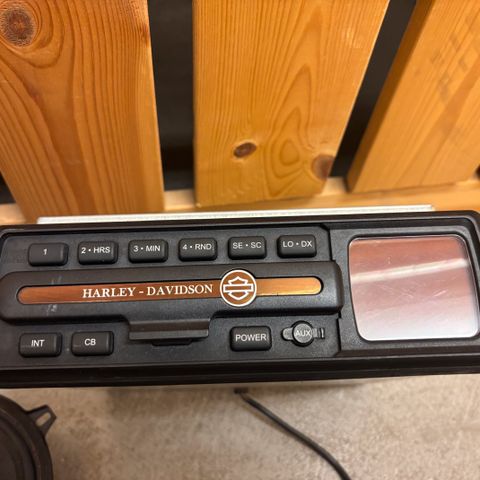 1 2•HRS 3•MIN 4•RND SE•SC LO•DX
HARLEY-DAVIDSON
INT CB POWER AUX